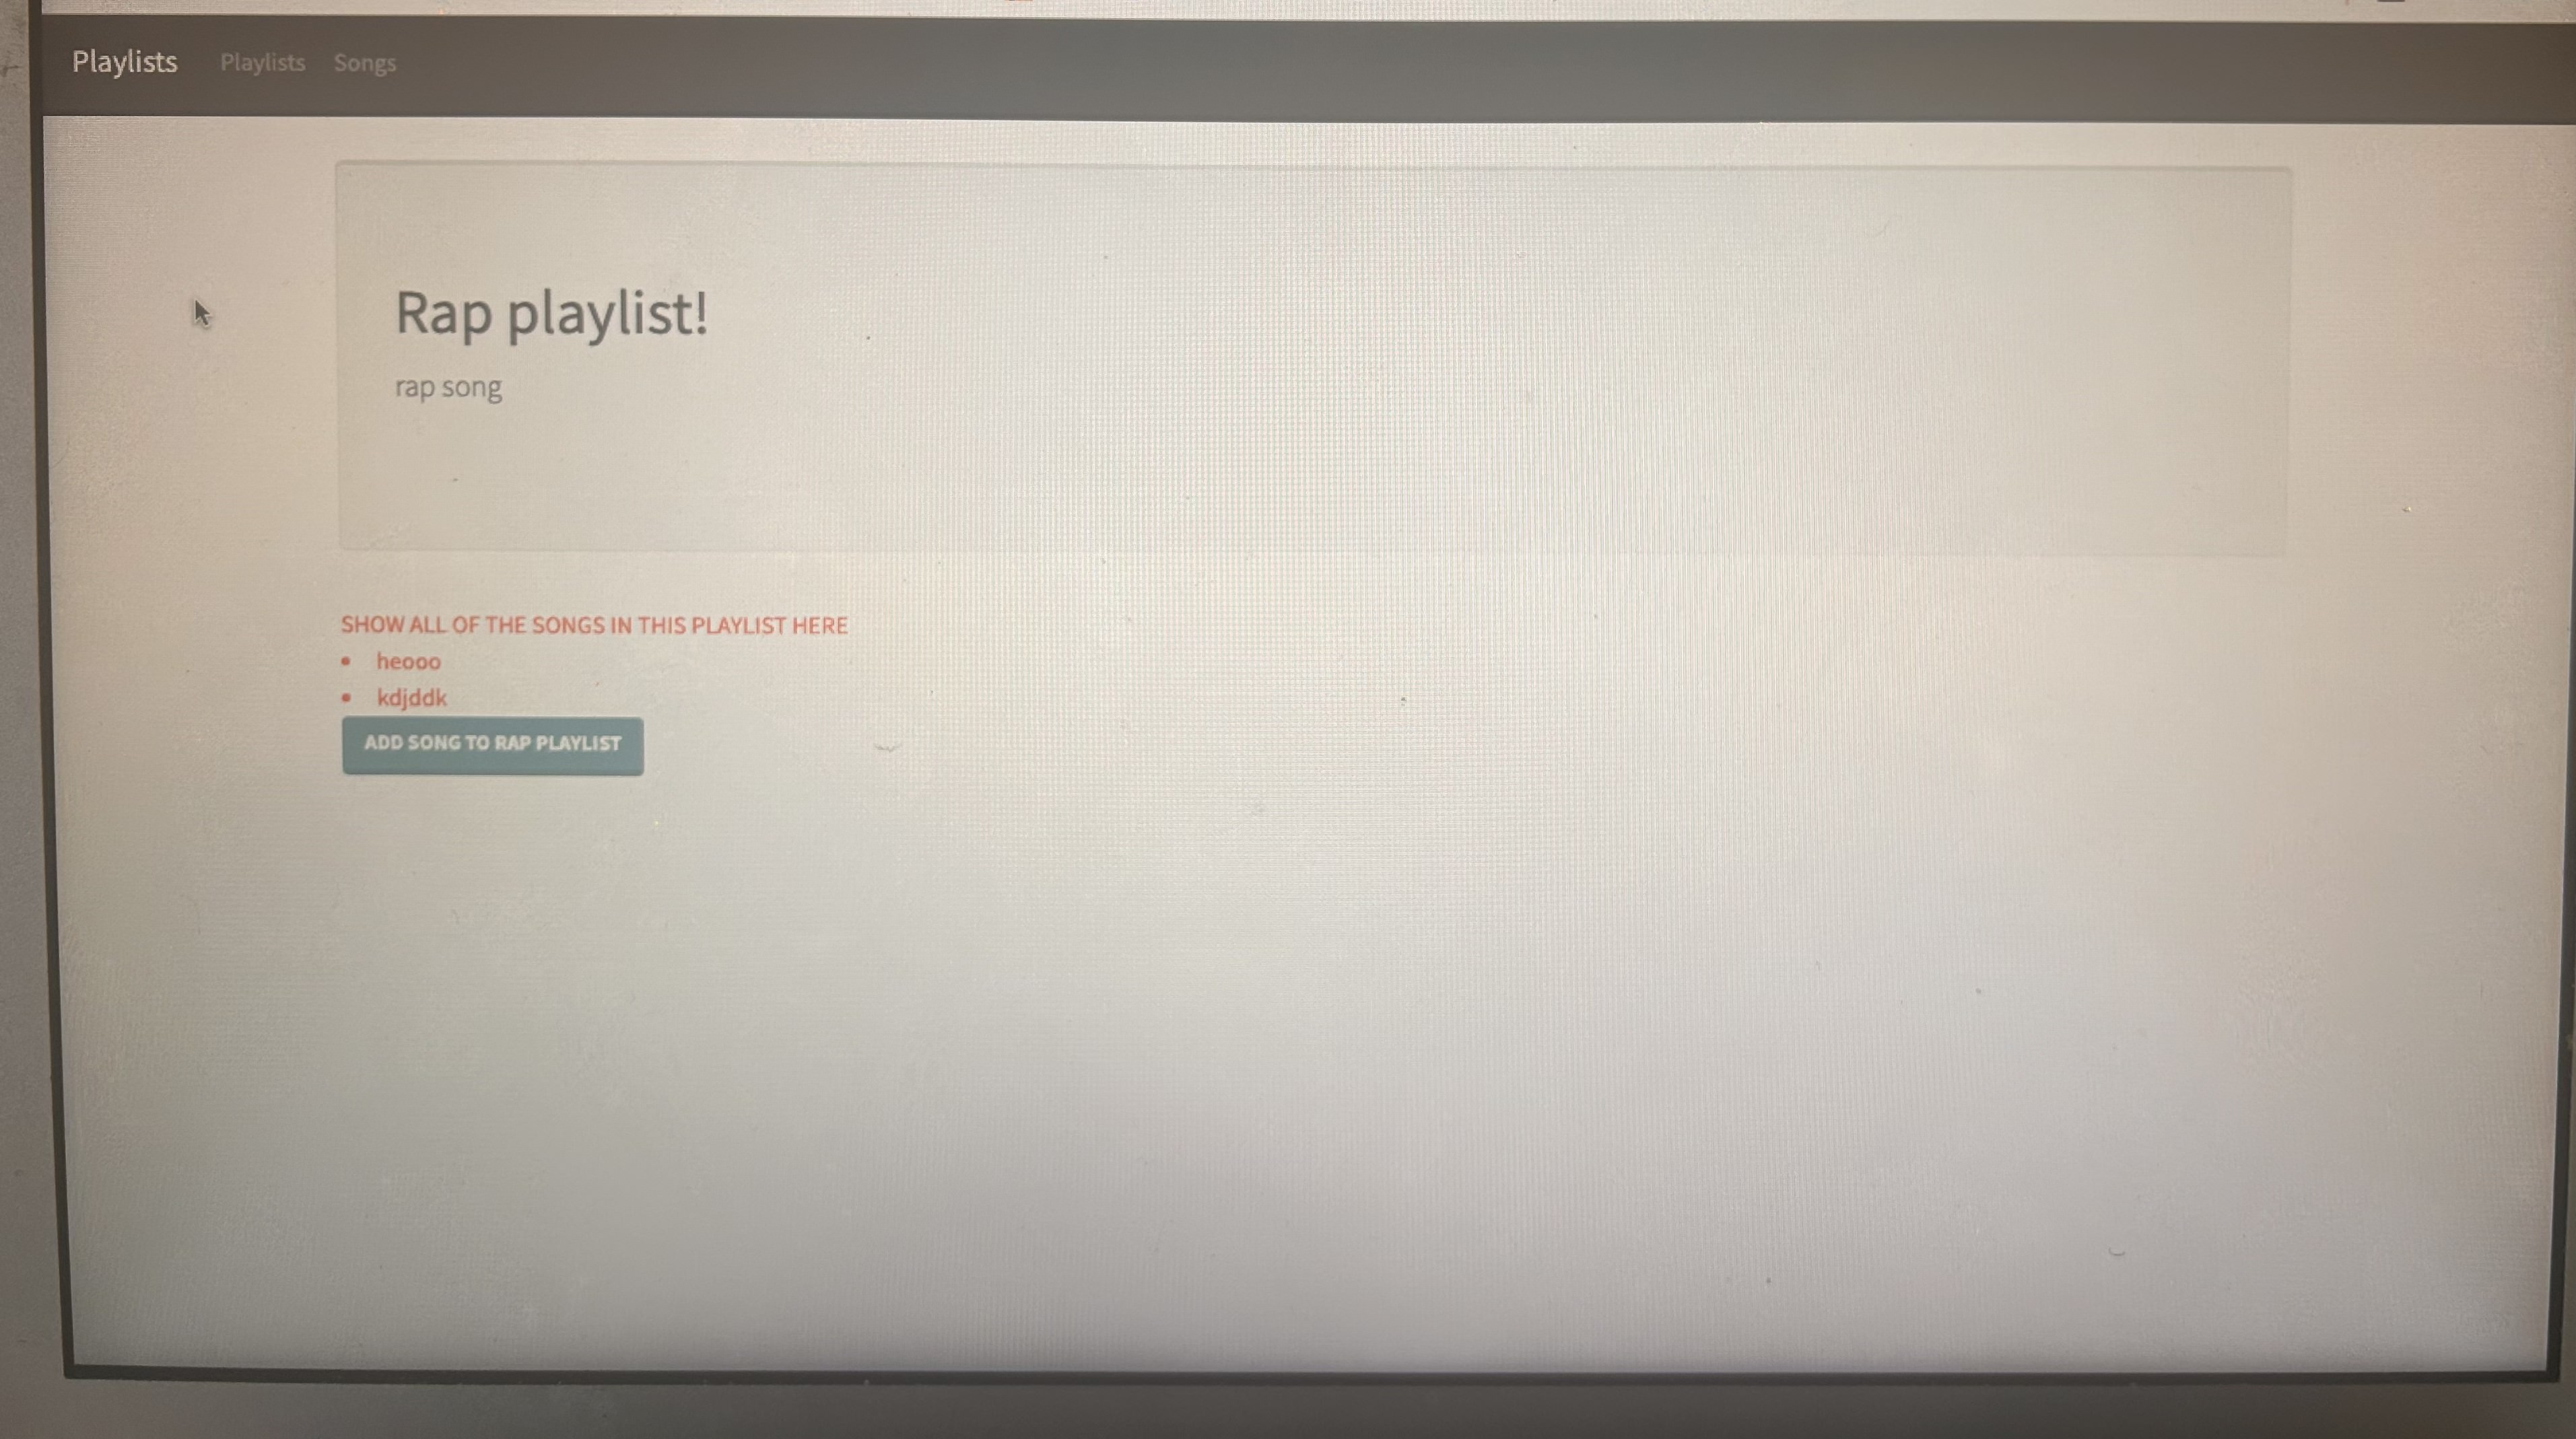 Playlists Playlists Songs
Rap playlist!
rap song
SHOW ALL OF THE SONGS IN THIS PLAYLIST HERE
• heooo
• kdjddk
ADD SONG TO RAP PLAYLIST